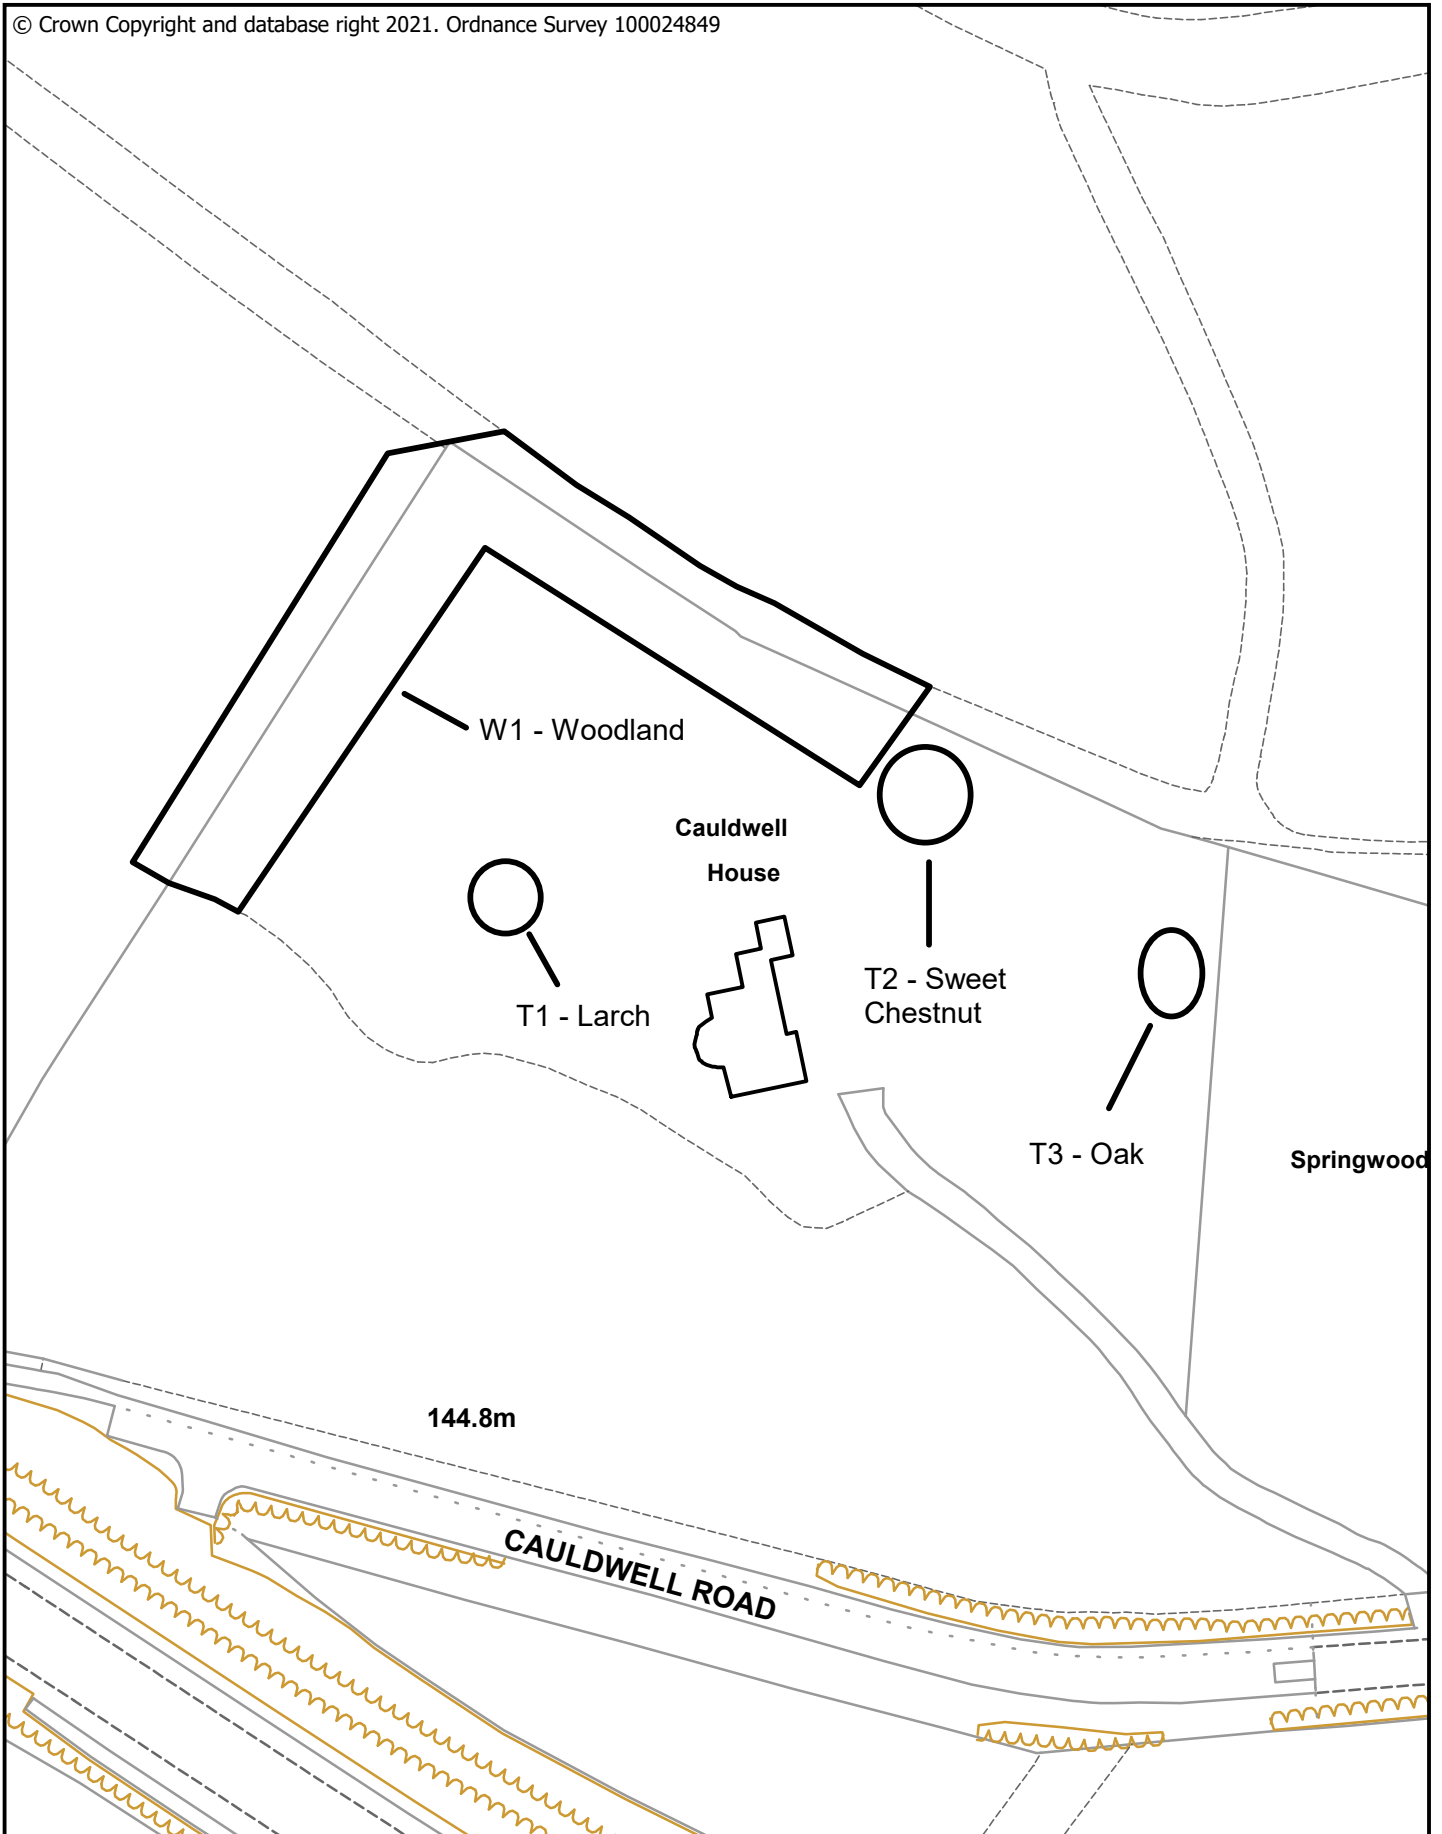 © Crown Copyright and database right 2021. Ordnance Survey 100024849
W1 - Woodland
Cauldwell
House
T2 - Sweet
Chestnut
T1 - Larch
T3 - Oak
Springwood
144.8m
CAULDWELL ROAD